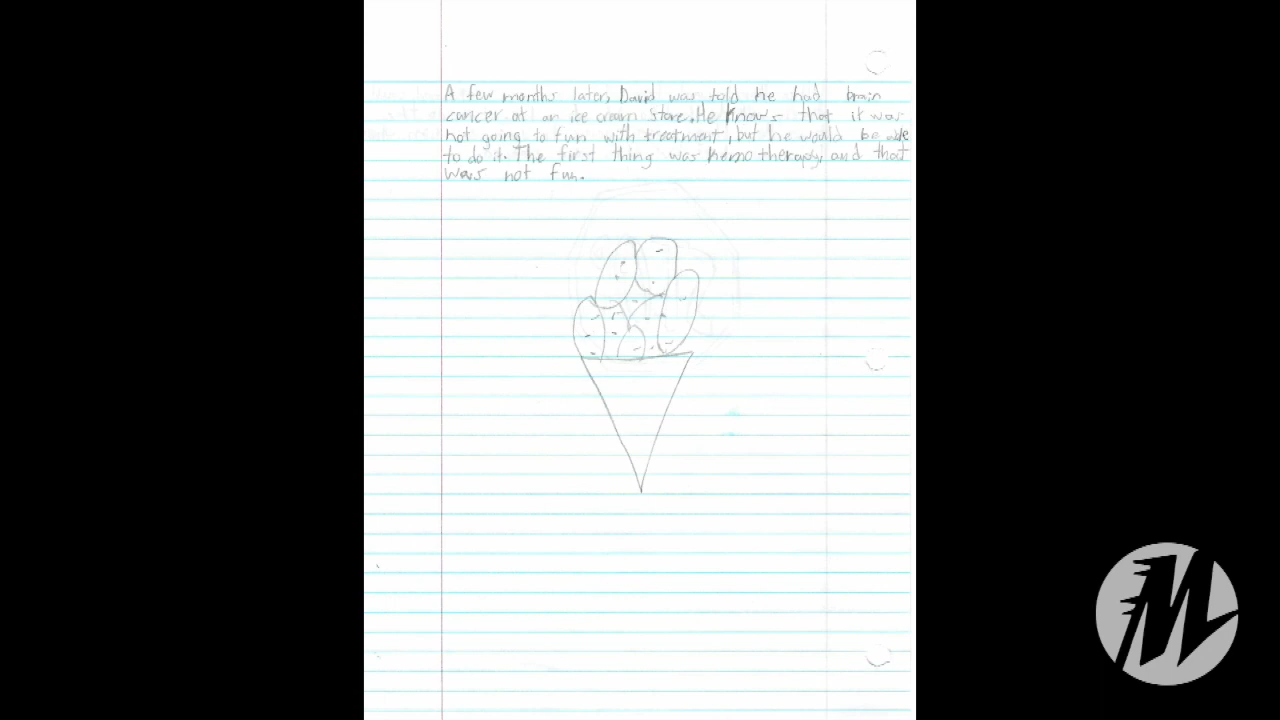 A few months later, David was told he had brain
cancer at an ice cream store. He knows that it was
not going to fun with treatment, but he would be able
to do it. The first thing was kemo therapy, and that
was not fun.
M